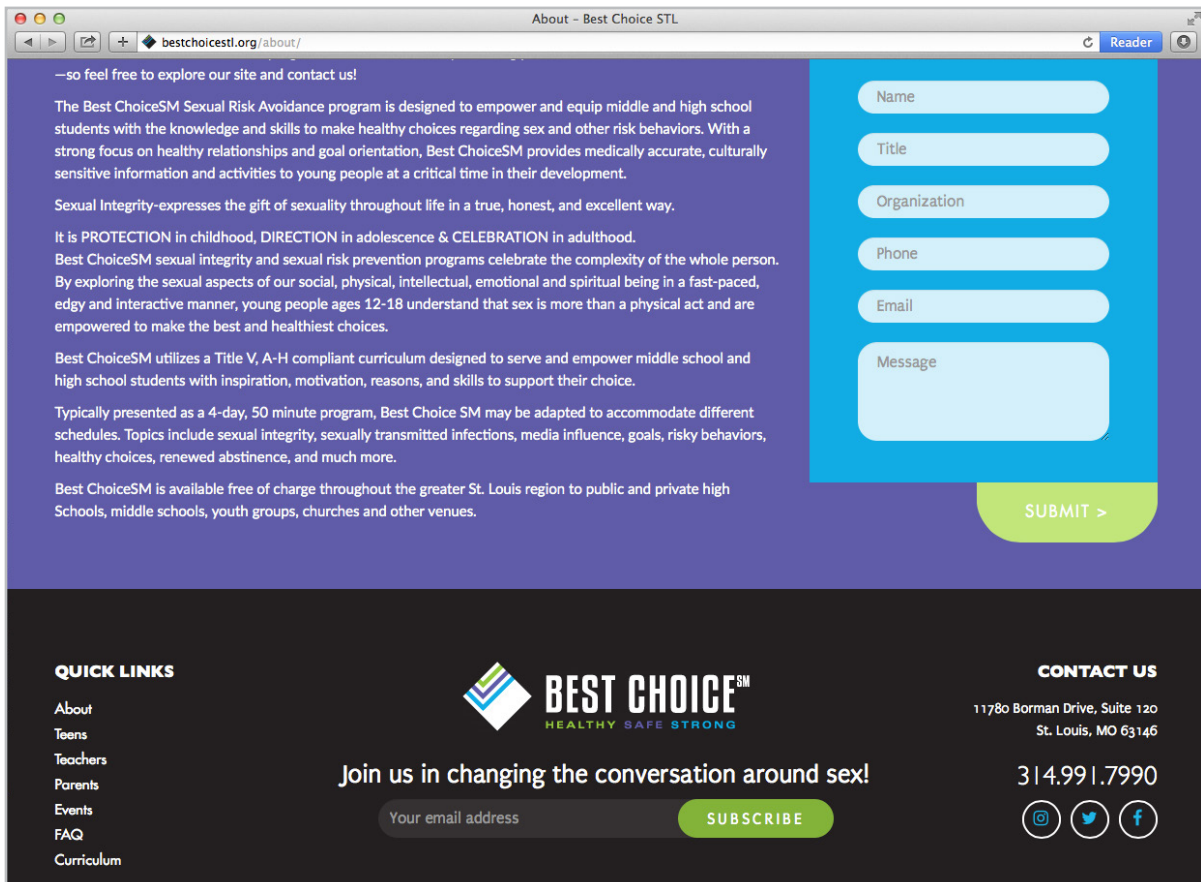 About – Best Choice STL
bestchoicestl.org/about/
Reader
—so feel free to explore our site and contact us!
The Best ChoiceSM Sexual Risk Avoidance program is designed to empower and equip middle and high school
students with the knowledge and skills to make healthy choices regarding sex and other risk behaviors. With a
strong focus on healthy relationships and goal orientation, Best ChoiceSM provides medically accurate, culturally
sensitive information and activities to young people at a critical time in their development.
Sexual Integrity-expresses the gift of sexuality throughout life in a true, honest, and excellent way.
It is PROTECTION in childhood, DIRECTION in adolescence & CELEBRATION in adulthood.
Best ChoiceSM sexual integrity and sexual risk prevention programs celebrate the complexity of the whole person.
By exploring the sexual aspects of our social, physical, intellectual, emotional and spiritual being in a fast-paced,
edgy and interactive manner, young people ages 12-18 understand that sex is more than a physical act and are
empowered to make the best and healthiest choices.
Best ChoiceSM utilizes a Title V, A-H compliant curriculum designed to serve and empower middle school and
high school students with inspiration, motivation, reasons, and skills to support their choice.
Typically presented as a 4-day, 50 minute program, Best Choice SM may be adapted to accommodate different
schedules. Topics include sexual integrity, sexually transmitted infections, media influence, goals, risky behaviors,
healthy choices, renewed abstinence, and much more.
Best ChoiceSM is available free of charge throughout the greater St. Louis region to public and private high
Schools, middle schools, youth groups, churches and other venues.
Name
Title
Organization
Phone
Email
Message
SUBMIT >
QUICK LINKS
About
Teens
Teachers
Parents
Events
FAQ
Curriculum
BEST CHOICE SM
HEALTHY SAFE STRONG
Join us in changing the conversation around sex!
Your email address
SUBSCRIBE
CONTACT US
11780 Borman Drive, Suite 120
St. Louis, MO 63146
314.991.7990